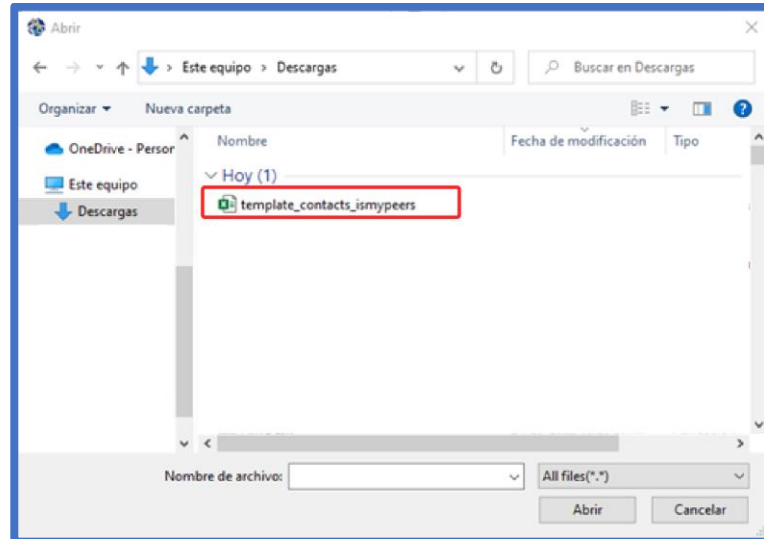 Abrir
Este equipo > Descargas
Buscar en Descargas
Organizar
Nueva carpeta
OneDrive - Person
Este equipo
Descargas
Nombre
Fecha de modificación
Tipo
Hoy (1)
template_contacts_ismypeers
Nombre de archivo:
All files(*.*)
Abrir
Cancelar